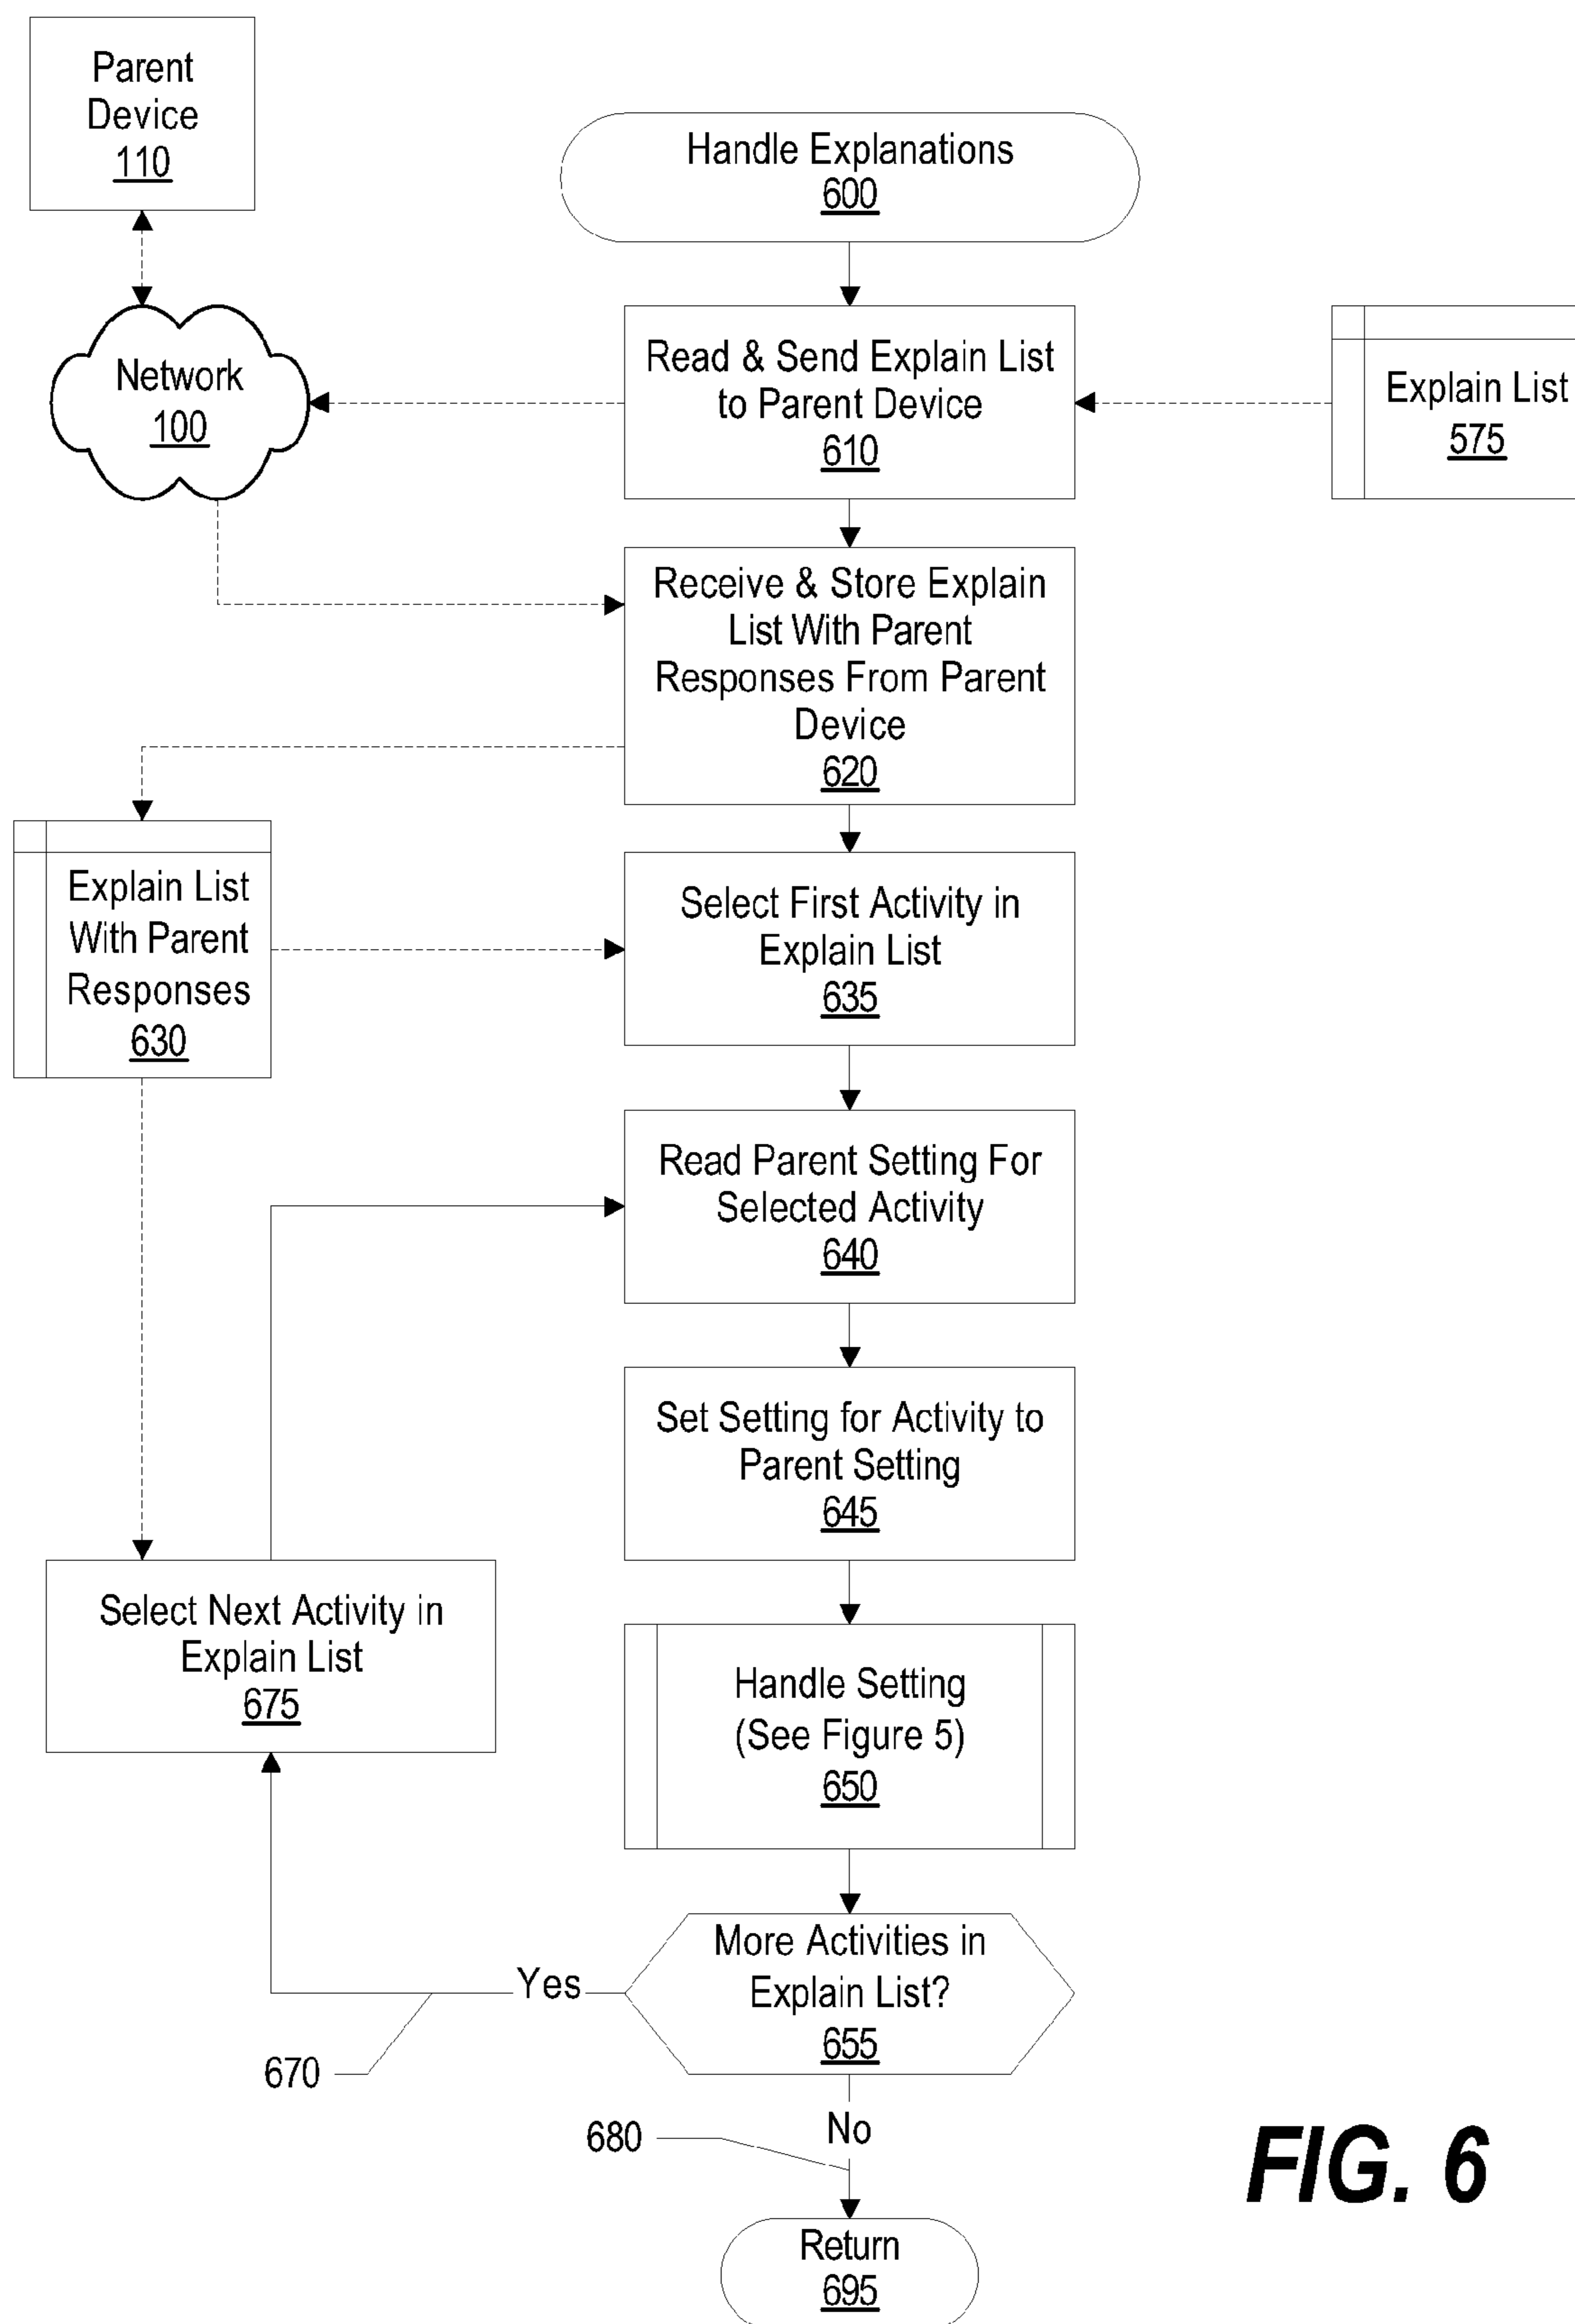 Parent
Device
110
Handle Explanations
600
Network
100
Read & Send Explain List
to Parent Device
610
Explain List
575
Receive & Store Explain
List With Parent
Responses From Parent
Device
620
Explain List
With Parent
Responses
630
Select First Activity in
Explain List
635
Read Parent Setting For
Selected Activity
640
Set Setting for Activity to
Parent Setting
645
Select Next Activity in
Explain List
675
Handle Setting
(See Figure 5)
650
More Activities in
Explain List?
655
Yes
670
No
680
Return
695
FIG. 6